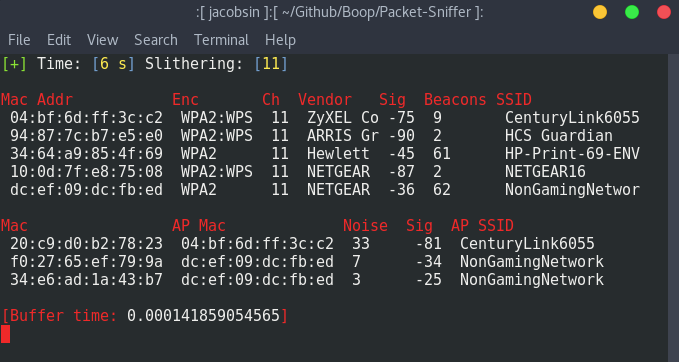 :[ jacobsin ]:[ ~/Github/Boop/Packet-Sniffer ]:
File Edit View Search Terminal Help
[+] Time: [6 s] Slithering: [11]
Mac Addr Enc Ch Vendor Sig Beacons SSID
04:bf:6d:ff:3c:c2 WPA2:WPS 11 ZyXEL Co -75 9 CenturyLink6055
94:87:7c:b7:e5:e0 WPA2:WPS 11 ARRIS Gr -90 2 HCS Guardian
34:64:a9:85:4f:69 WPA2 11 Hewlett -45 61 HP-Print-69-ENV
10:0d:7f:e8:75:08 WPA2:WPS 11 NETGEAR -87 2 NETGEAR16
dc:ef:09:dc:fb:ed WPA2 11 NETGEAR -36 62 NonGamingNetwor
Mac AP Mac Noise Sig AP SSID
20:c9:d0:b2:78:23 04:bf:6d:ff:3c:c2 33 -81 CenturyLink6055
f0:27:65:ef:79:9a dc:ef:09:dc:fb:ed 7 -34 NonGamingNetwork
34:e6:ad:1a:43:b7 dc:ef:09:dc:fb:ed 3 -25 NonGamingNetwork
[Buffer time: 0.000141859054565]